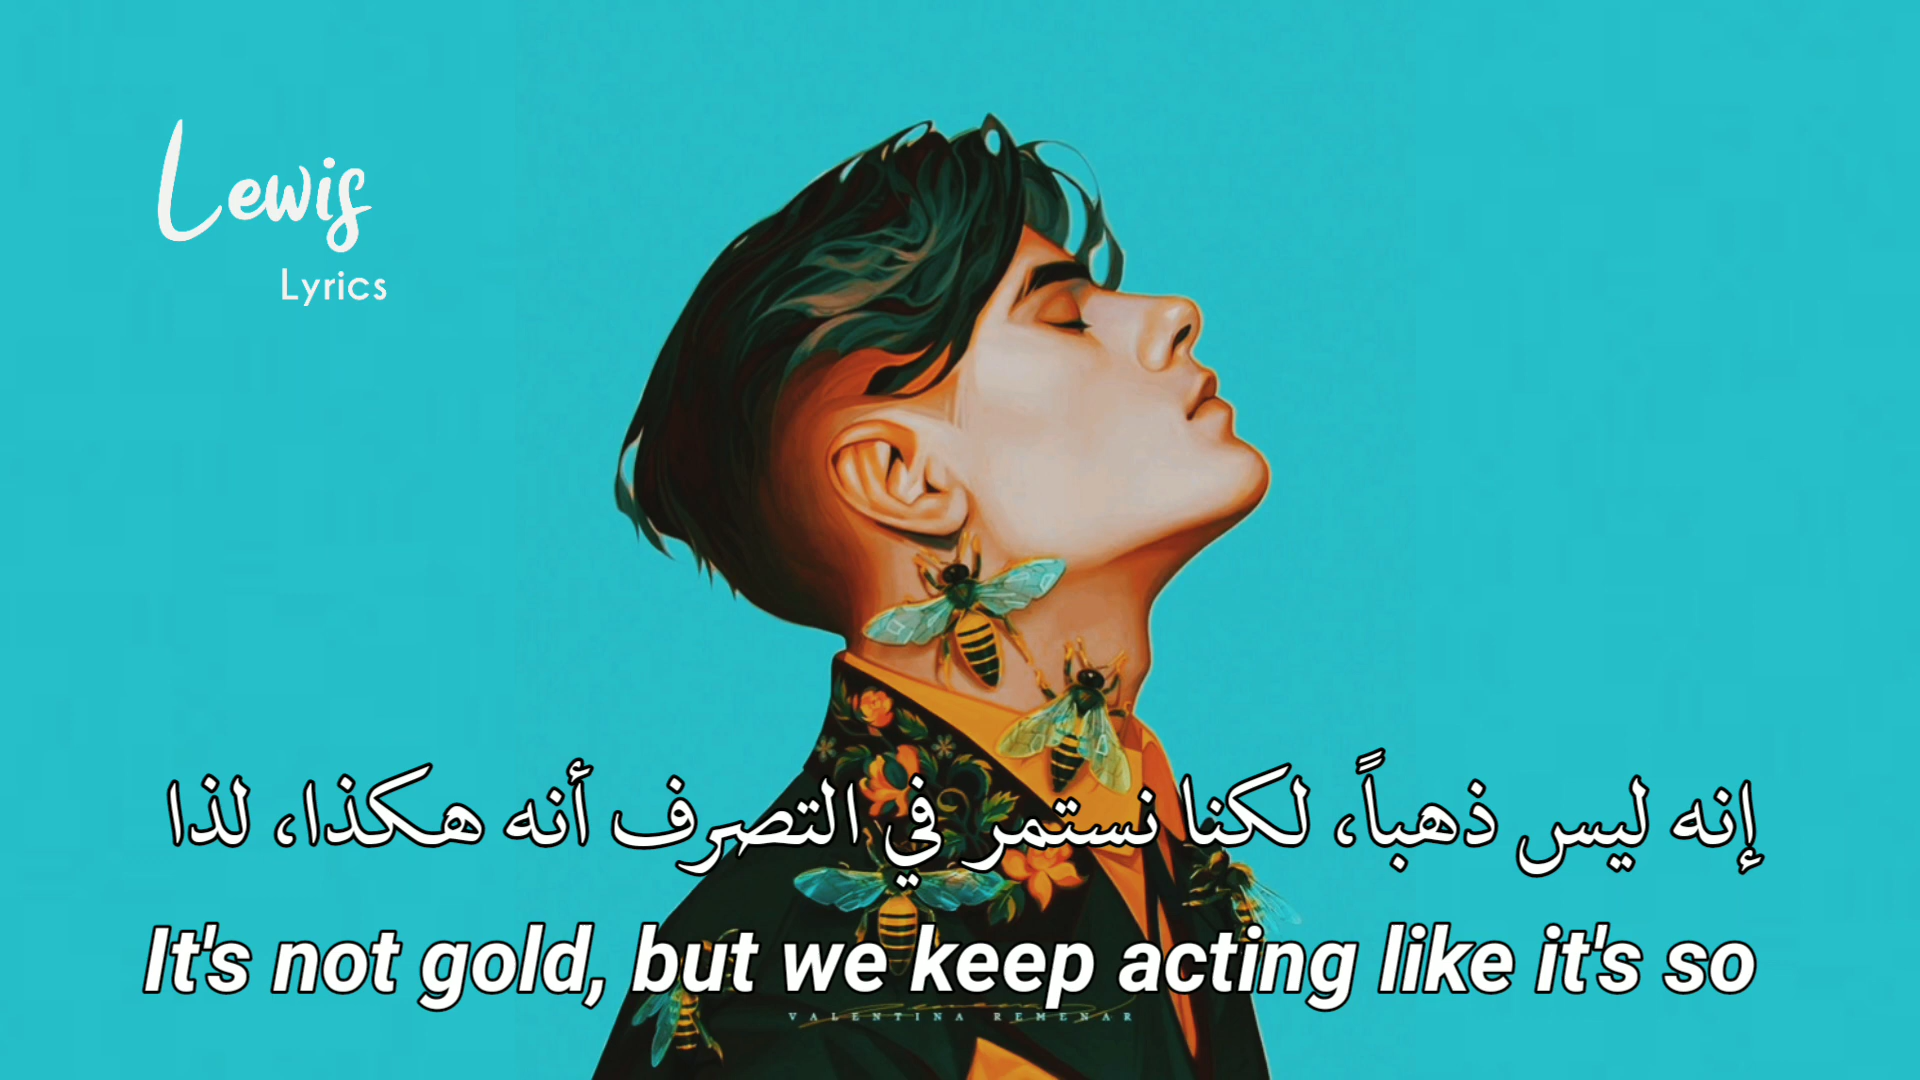 Lewis
Lyrics
إنه ليس ذهباً، لكنا نستمر في التصرف أنه هكذا، لذا
It's not gold, but we keep acting like it's so
VALENTINA REMENAR